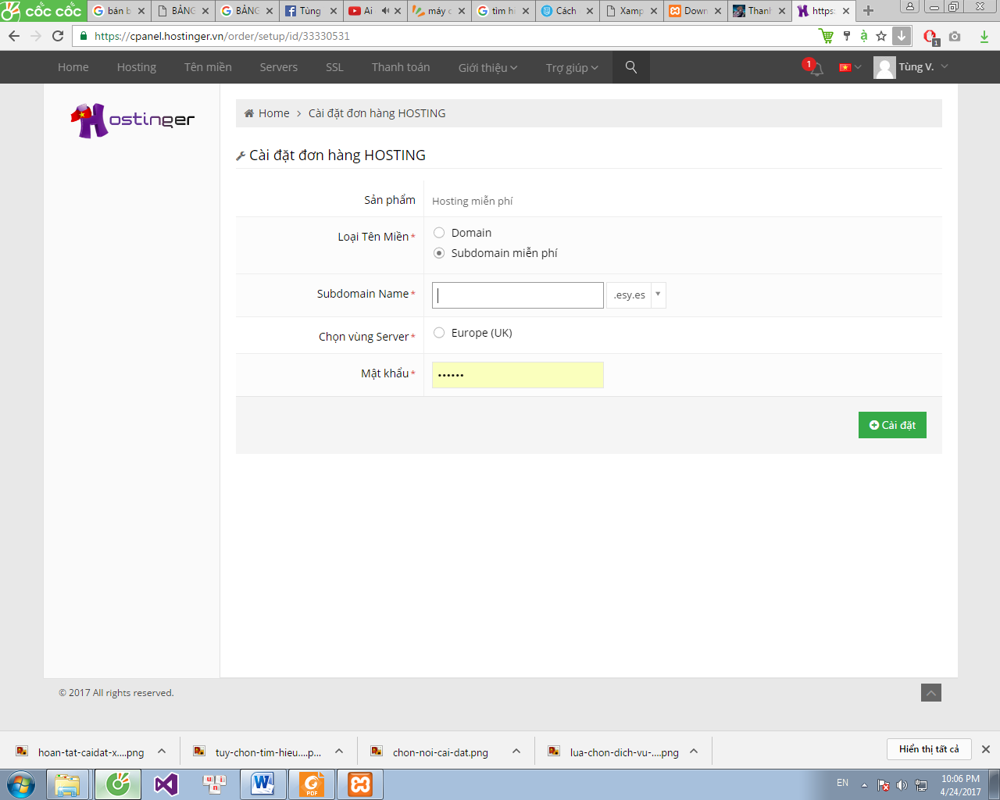 cốc cốc
bán b
BẢNG
BẢNG
Tùng
Ai
máy c
tìm hi
Cách
Xamp
Down
Thanh
https:
https://cpanel.hostinger.vn/order/setup/id/33330531
1
Home
Hosting
Tên miền
Servers
SSL
Thanh toán
Giới thiệu
Trợ giúp
1
Tùng V.
Hostinger
Home > Cài đặt đơn hàng HOSTING
Cài đặt đơn hàng HOSTING
Sản phẩm
Hosting miễn phí
Loại Tên Miền*
Domain
Subdomain miễn phí
Subdomain Name*
.esy.es
Chọn vùng Server*
Europe (UK)
Mật khẩu*
••••••
Cài đặt
© 2017 All rights reserved.
hoan-tat-caidat-x....png
tuy-chon-tim-hieu....p...
chon-noi-cai-dat.png
lua-chon-dich-vu-....png
Hiển thị tất cả
EN
10:06 PM
4/24/2017